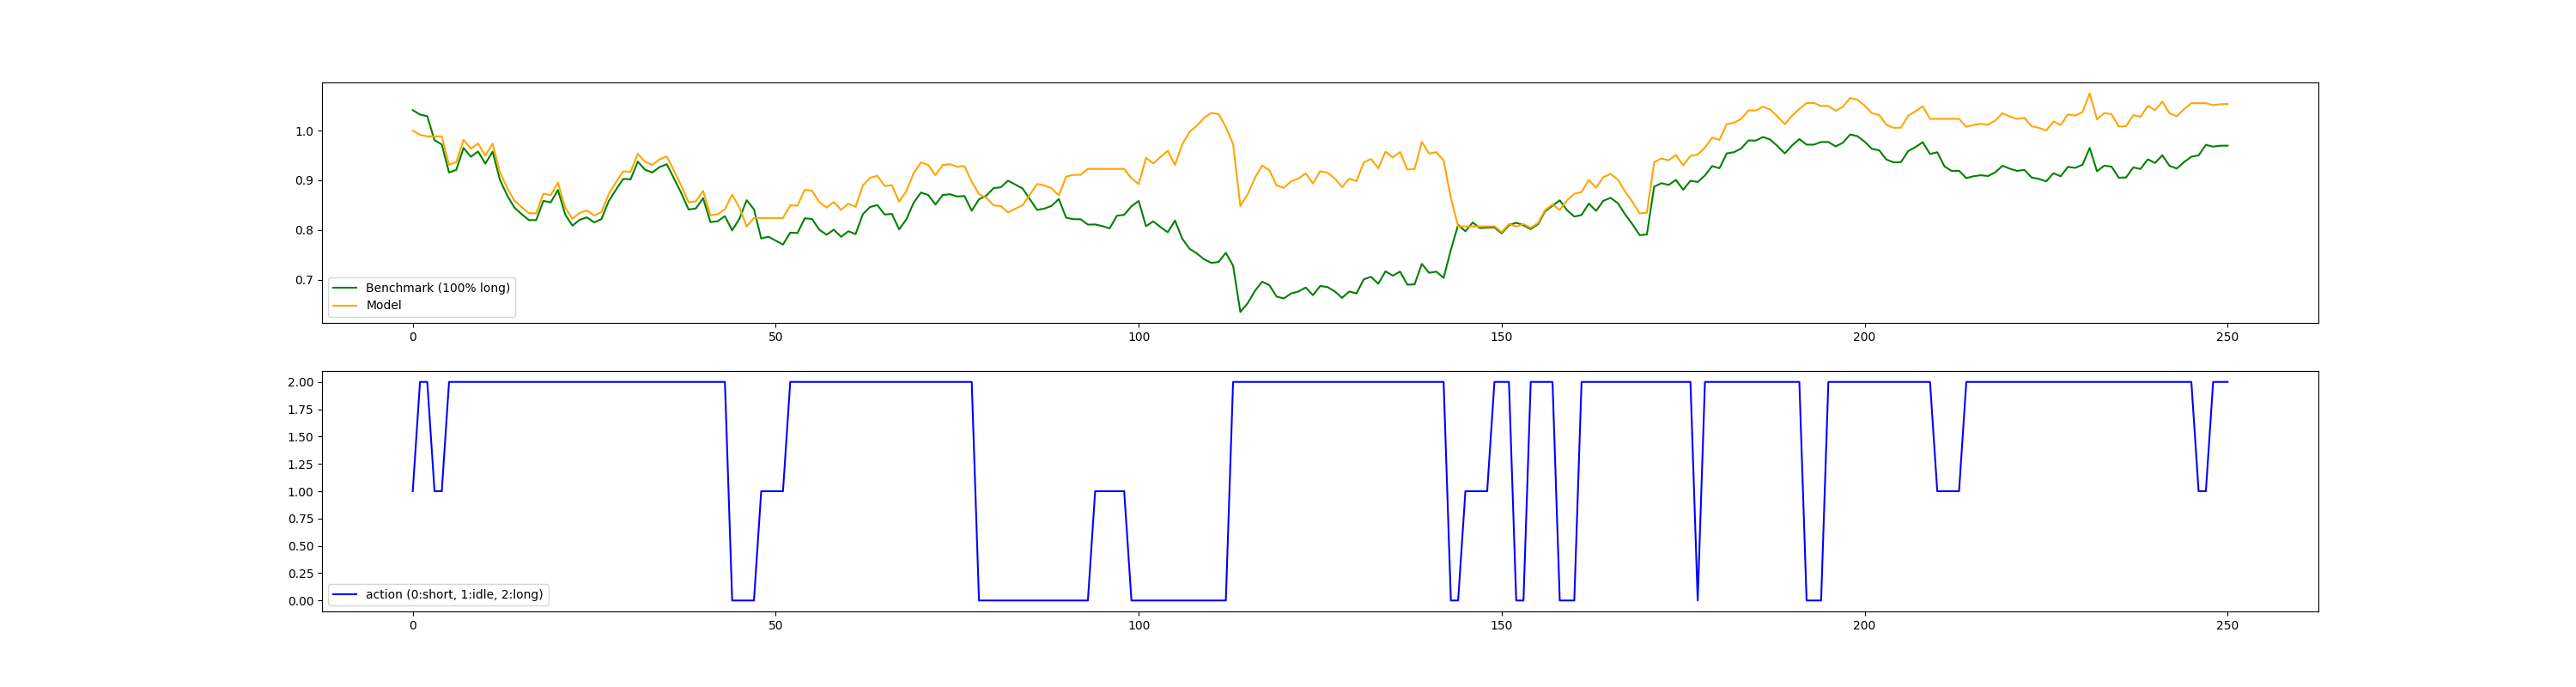 1.0
0.9
0.8
0.7
Benchmark (100% long)
Model
0 50 100 150 200 250
2.00
1.75
1.50
1.25
1.00
0.75
0.50
0.25
0.00
action (0:short, 1:idle, 2:long)
0 50 100 150 200 250